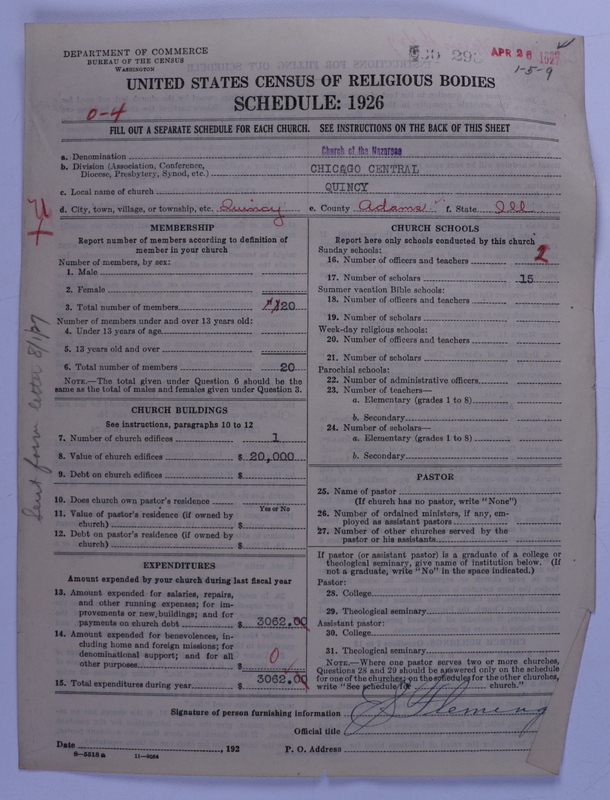 DEPARTMENT OF COMMERCE
BUREAU OF THE CENSUS
WASHINGTON
APR 26 1927
1-5-9
UNITED STATES CENSUS OF RELIGIOUS BODIES
SCHEDULE: 1926
0-4
FILL OUT A SEPARATE SCHEDULE FOR EACH CHURCH. SEE INSTRUCTIONS ON THE BACK OF THIS SHEET
a. Denomination Church of the Nazarene
b. Division (Association, Conference, Diocese, Presbytery, Synod, etc.) CHICAGO CENTRAL
c. Local name of church QUINCY
d. City, town, village, or township, etc. Quincy e. County Adams f. State Ill
Sent form letter 8/1/27
MEMBERSHIP
Report number of members according to definition of member in your church
Number of members, by sex:
1. Male
2. Female
3. Total number of members 20
Number of members under and over 13 years old:
4. Under 13 years of age
5. 13 years old and over
6. Total number of members 20
NOTE.—The total given under Question 6 should be the same as the total of males and females given under Question 3.
CHURCH BUILDINGS
See instructions, paragraphs 10 to 12
7. Number of church edifices 1
8. Value of church edifices $ 20,000
9. Debt on church edifices $
10. Does church own pastor's residence
Yes or No
11. Value of pastor's residence (if owned by church) $
12. Debt on pastor's residence (if owned by church) $
EXPENDITURES
Amount expended by your church during last fiscal year
13. Amount expended for salaries, repairs, and other running expenses; for improvements or new buildings; and for payments on church debt $ 3062.00
14. Amount expended for benevolences, including home and foreign missions; for denominational support; and for all other purposes $ 0
15. Total expenditures during year $ 3062.00
CHURCH SCHOOLS
Report here only schools conducted by this church
Sunday schools:
16. Number of officers and teachers 2
17. Number of scholars 15
Summer vacation Bible schools:
18. Number of officers and teachers
19. Number of scholars
Week-day religious schools:
20. Number of officers and teachers
21. Number of scholars
Parochial schools:
22. Number of administrative officers
23. Number of teachers—
a. Elementary (grades 1 to 8)
b. Secondary
24. Number of scholars—
a. Elementary (grades 1 to 8)
b. Secondary
PASTOR
25. Name of pastor
(If church has no pastor, write "None")
26. Number of ordained ministers, if any, employed as assistant pastors
27. Number of other churches served by the pastor or his assistants
If pastor (or assistant pastor) is a graduate of a college or theological seminary, give name of institution below. (If not a graduate, write "No" in the space indicated.)
Pastor:
28. College
29. Theological seminary
Assistant pastor:
30. College
31. Theological seminary
NOTE.—Where one pastor serves two or more churches, Questions 28 and 29 should be answered only on the schedule for one of the churches; on the schedules for the other churches, write "See schedule for church."
Signature of person furnishing information Fleming
Official title
Date , 192 P. O. Address
8-5518 a 11-9064